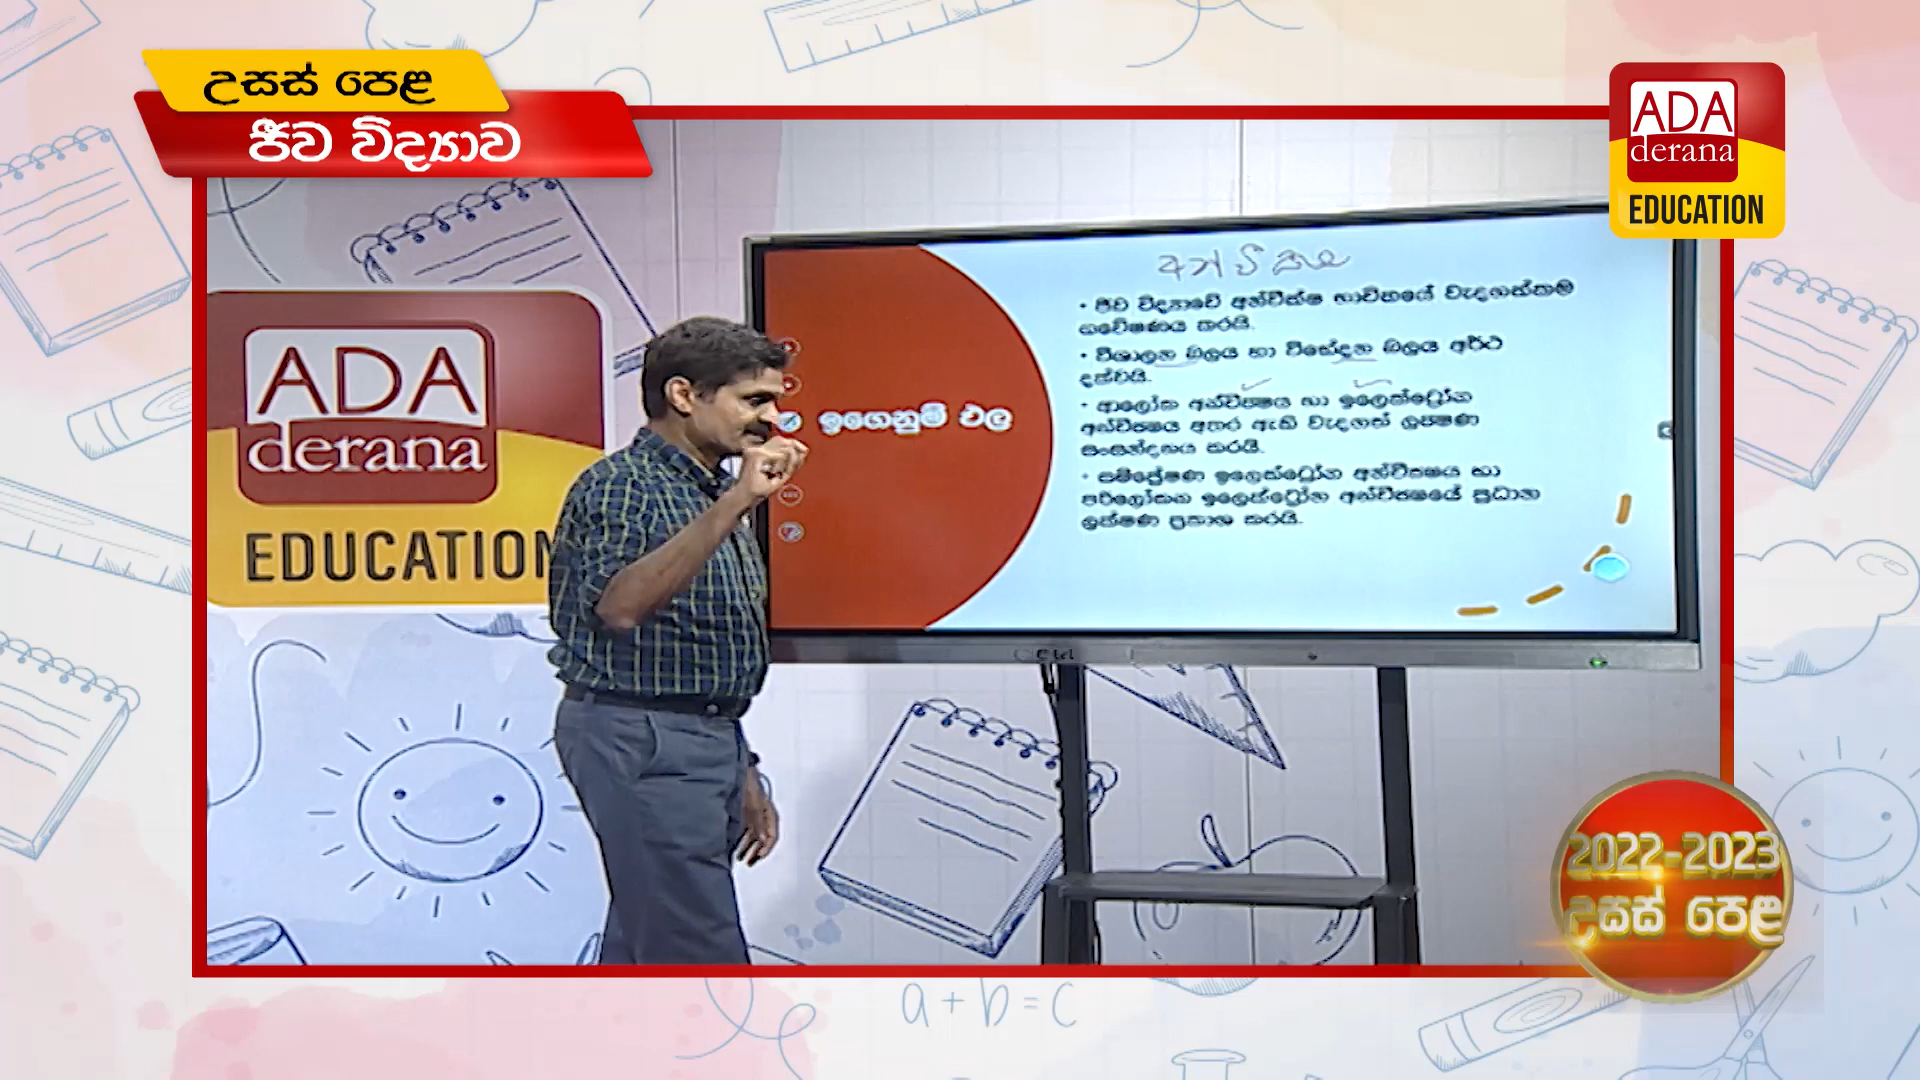 උසස් පෙළ
ජීව විද්‍යාව
ADA
derana
EDUCATION
ADA
derana
EDUCATION
ඉගෙනුම් ඵල
• ජීව විද්‍යාවේ අන්වීක්ෂ භාවිතයේ වැදගත්කම
ගවේෂණය කරයි.
• විශාලන බලය හා විභේදන බලය අර්ථ
දක්වයි.
• ආලෝක අන්වීක්ෂය හා ඉලෙක්ට්‍රෝන
අන්වීක්ෂය අතර ඇති වැදගත් ලක්ෂණ
සංසන්දනය කරයි.
• සම්ප්‍රේෂණ ඉලෙක්ට්‍රෝන අන්වීක්ෂය හා
පරිලෝකන ඉලෙක්ට්‍රෝන අන්වීක්ෂයේ ප්‍රධාන
ලක්ෂණ ප්‍රකාශ කරයි.
2022-2023
උසස් පෙළ
a + b = c